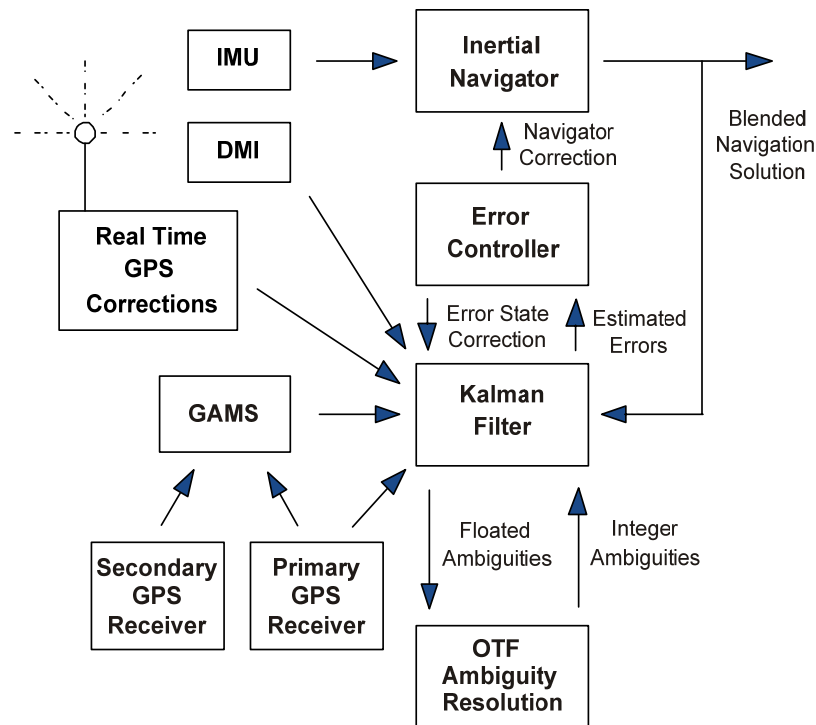 IMU
Inertial
Navigator
Blended
Navigation
Solution
DMI
Navigator
Correction
Real Time
GPS
Corrections
Error
Controller
Error State
Correction
Estimated
Errors
GAMS
Kalman
Filter
Secondary
GPS
Receiver
Primary
GPS
Receiver
Floated
Ambiguities
Integer
Ambiguities
OTF
Ambiguity
Resolution